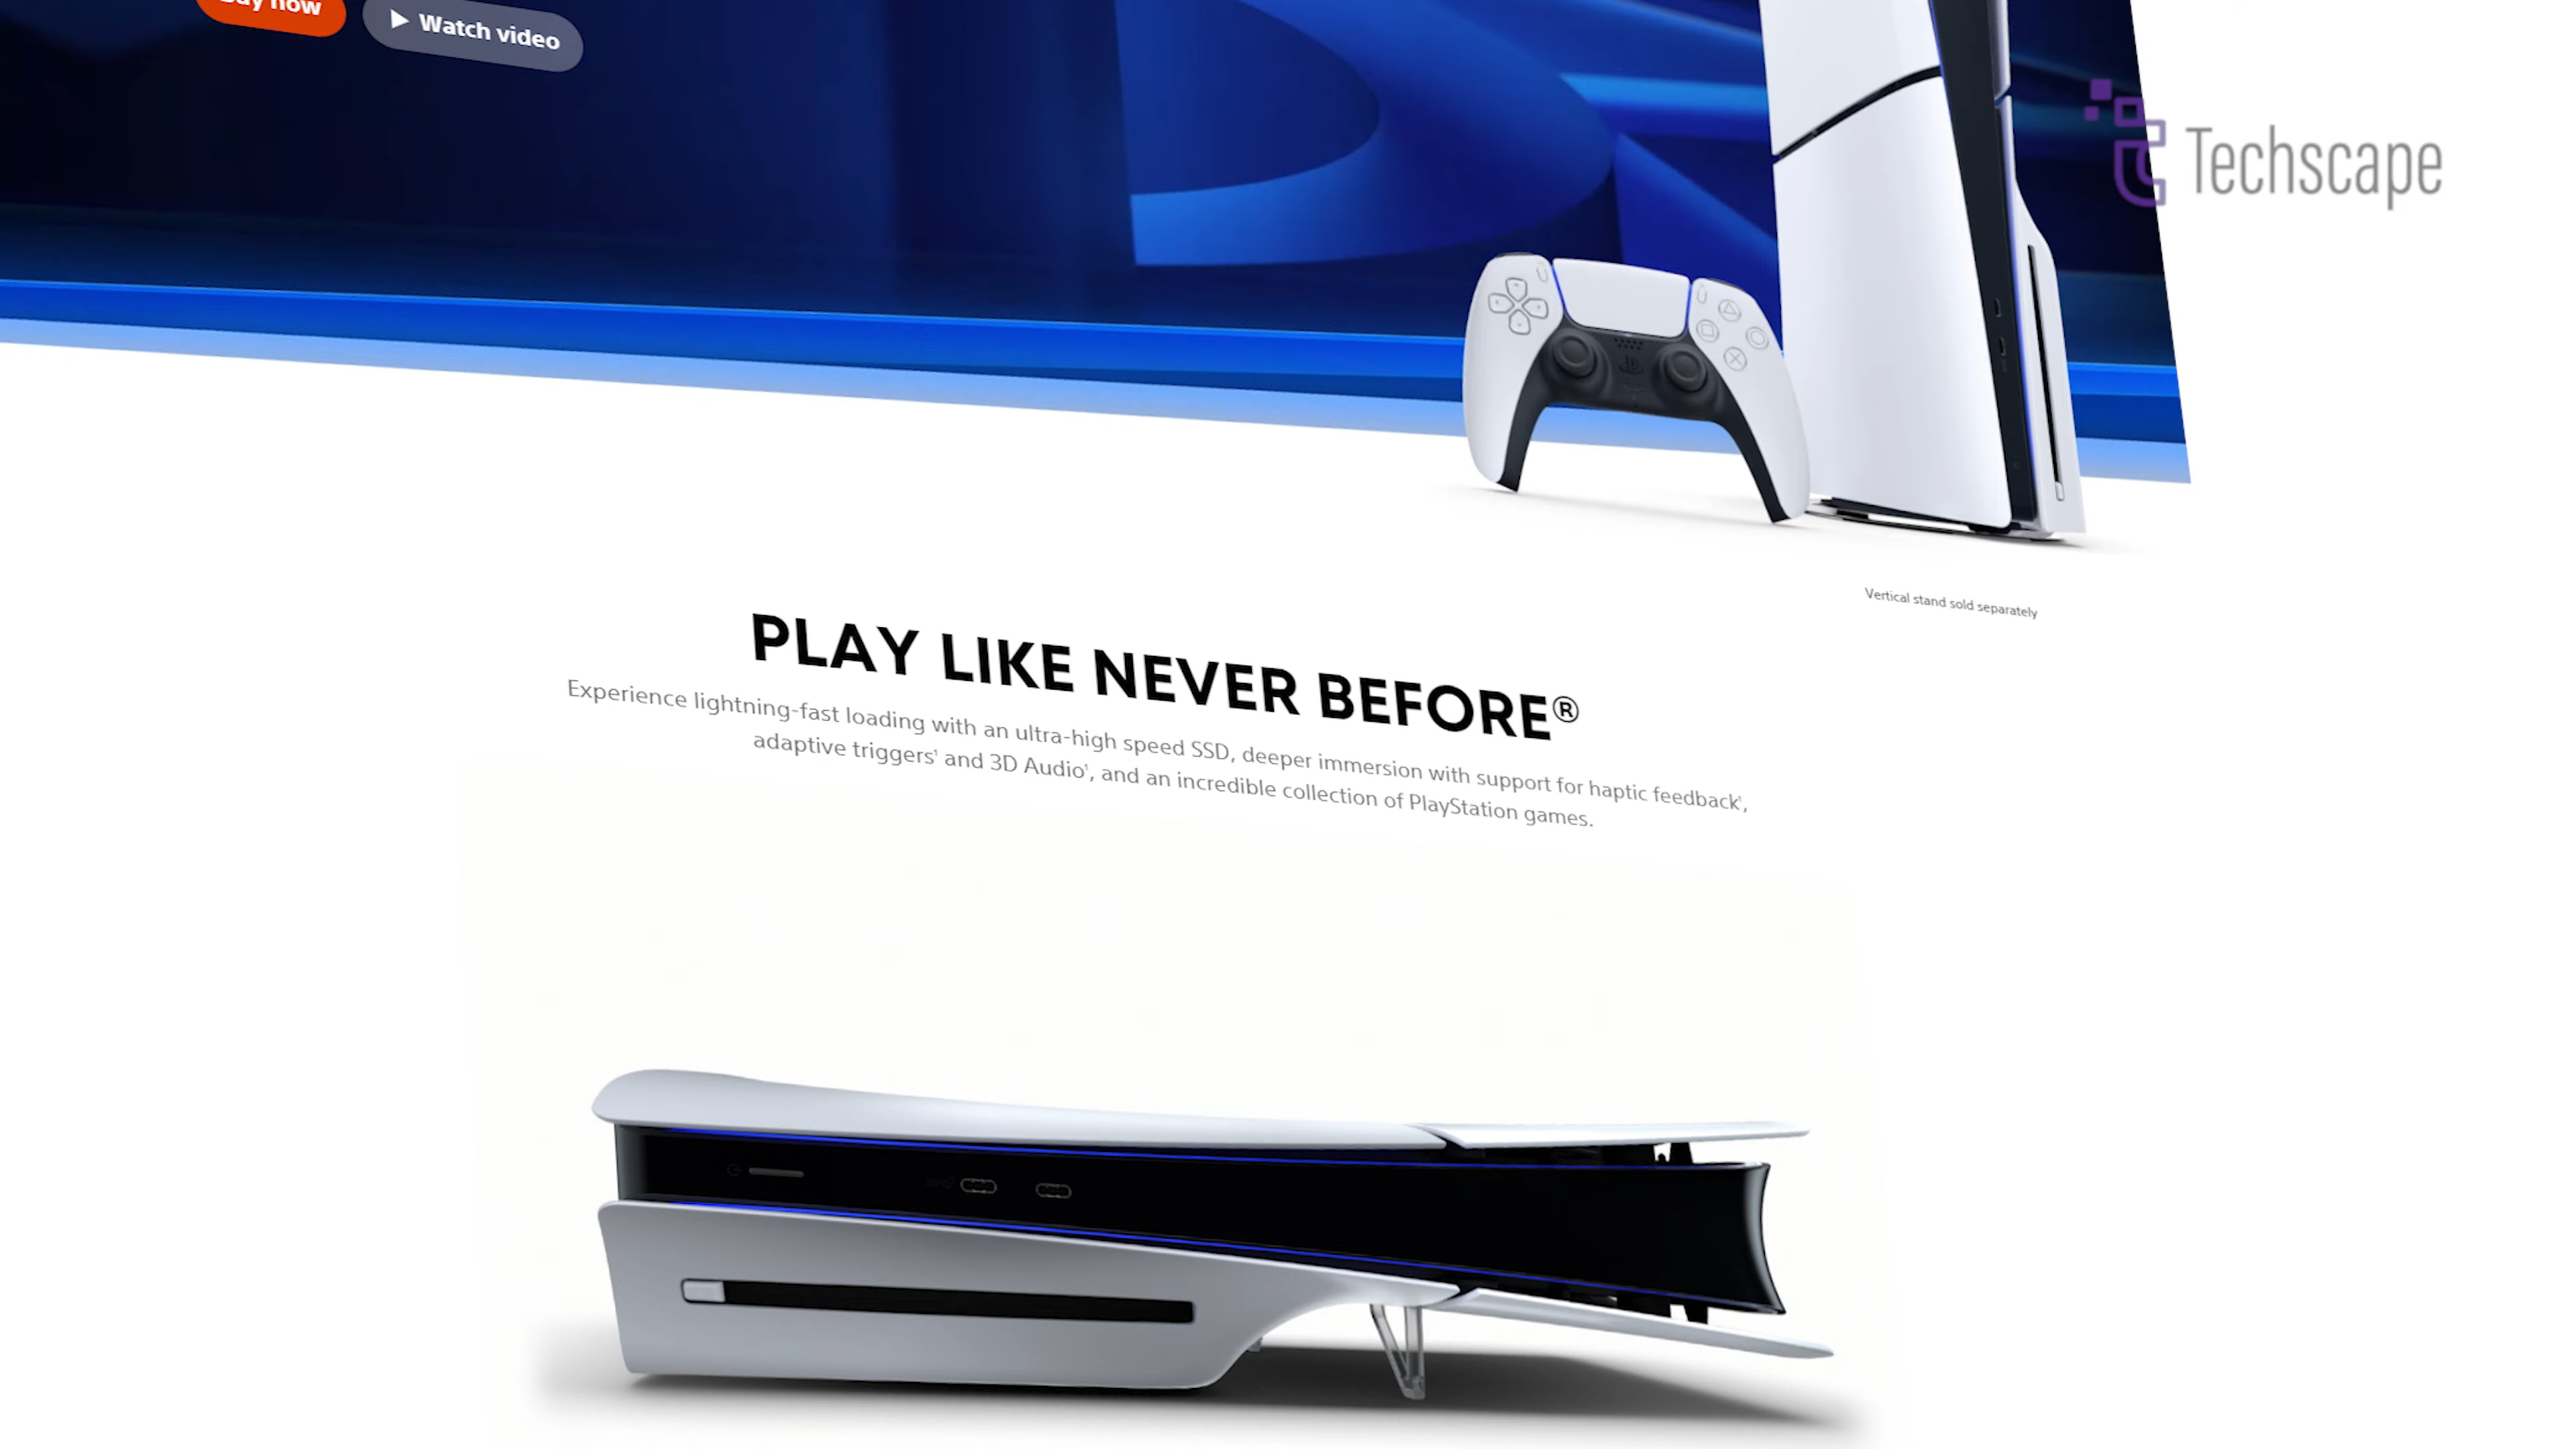 Buy now
Watch video
Techscape
Vertical stand sold separately
PLAY LIKE NEVER BEFORE®
Experience lightning-fast loading with an ultra-high speed SSD, deeper immersion with support for haptic feedback¹,
adaptive triggers¹ and 3D Audio¹, and an incredible collection of PlayStation games.